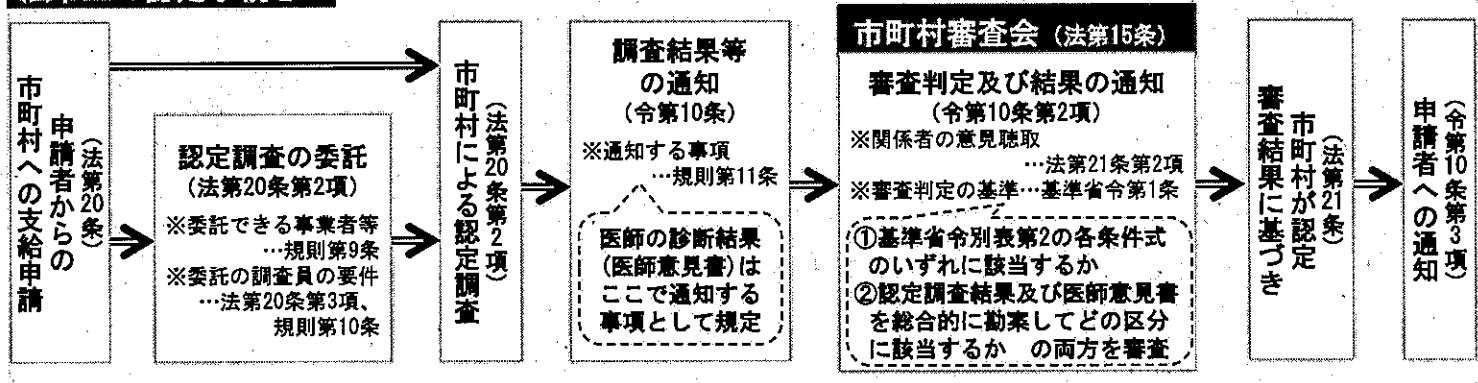 申請者からの
市町村への支給申請
(法第20条)
認定調査の委託
(法第20条第2項)
※委託できる事業者等
…規則第9条
※委託の調査員の要件
…法第20条第3項、
規則第10条
市町村による認定調査
(法第20条第2項)
調査結果等
の通知
(令第10条)
※通知する事項
…規則第11条
医師の診断結果
(医師意見書)は
ここで通知する
事項として規定
市町村審査会(法第15条)
審査判定及び結果の通知
(令第10条第2項)
※関係者の意見聴取
…法第21条第2項
※審査判定の基準…基準省令第1条
①基準省令別表第2の各条件式
のいずれに該当するか
②認定調査結果及び医師意見書
を総合的に勘案してどの区分
に該当するか の両方を審査
審査結果に基づき
市町村が認定
(法第21条)
申請者への通知
(令第10条第3項)